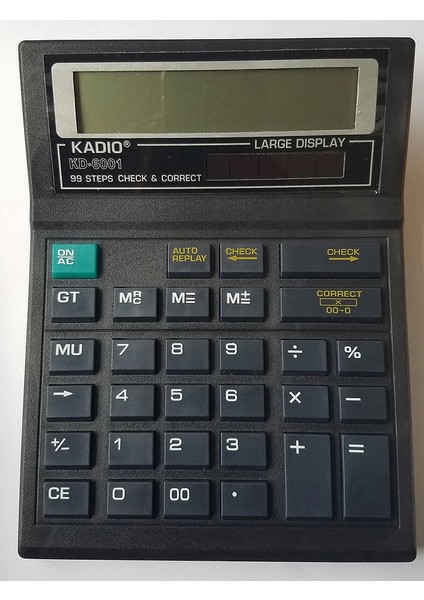 KADIO® LARGE DISPLAY
KD-6001
99 STEPS CHECK & CORRECT
ON
AC
AUTO
REPLAY
CHECK
←
CHECK
→
GT
MRC
M=
M±
CORRECT
X
00→0
MU 7 8 9 ÷ %
→ 4 5 6 × −
+/− 1 2 3 + =
CE 0 00 .